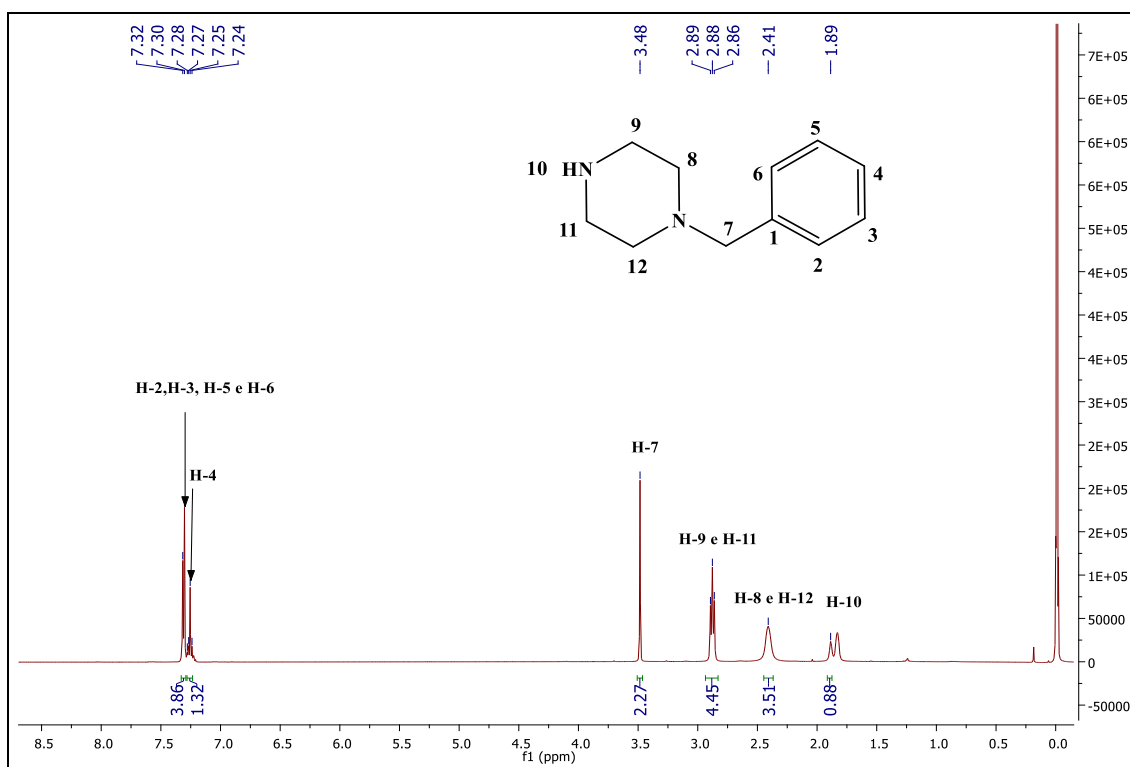 7.32
7.30
7.28
7.27
7.25
7.24
3.48
2.89
2.88
2.86
2.41
1.89
7E+05
6E+05
6E+05
6E+05
5E+05
4E+05
4E+05
4E+05
3E+05
2E+05
2E+05
2E+05
1E+05
50000
0
-50000
9
8
10 HN
11
12
N
7
6
5
4
3
2
1
H-2,H-3, H-5 e H-6
H-4
H-7
H-9 e H-11
H-8 e H-12
H-10
3.86
1.32
2.27
4.45
3.51
0.88
8.5 8.0 7.5 7.0 6.5 6.0 5.5 5.0 4.5 4.0 3.5 3.0 2.5 2.0 1.5 1.0 0.5 0.0
f1 (ppm)